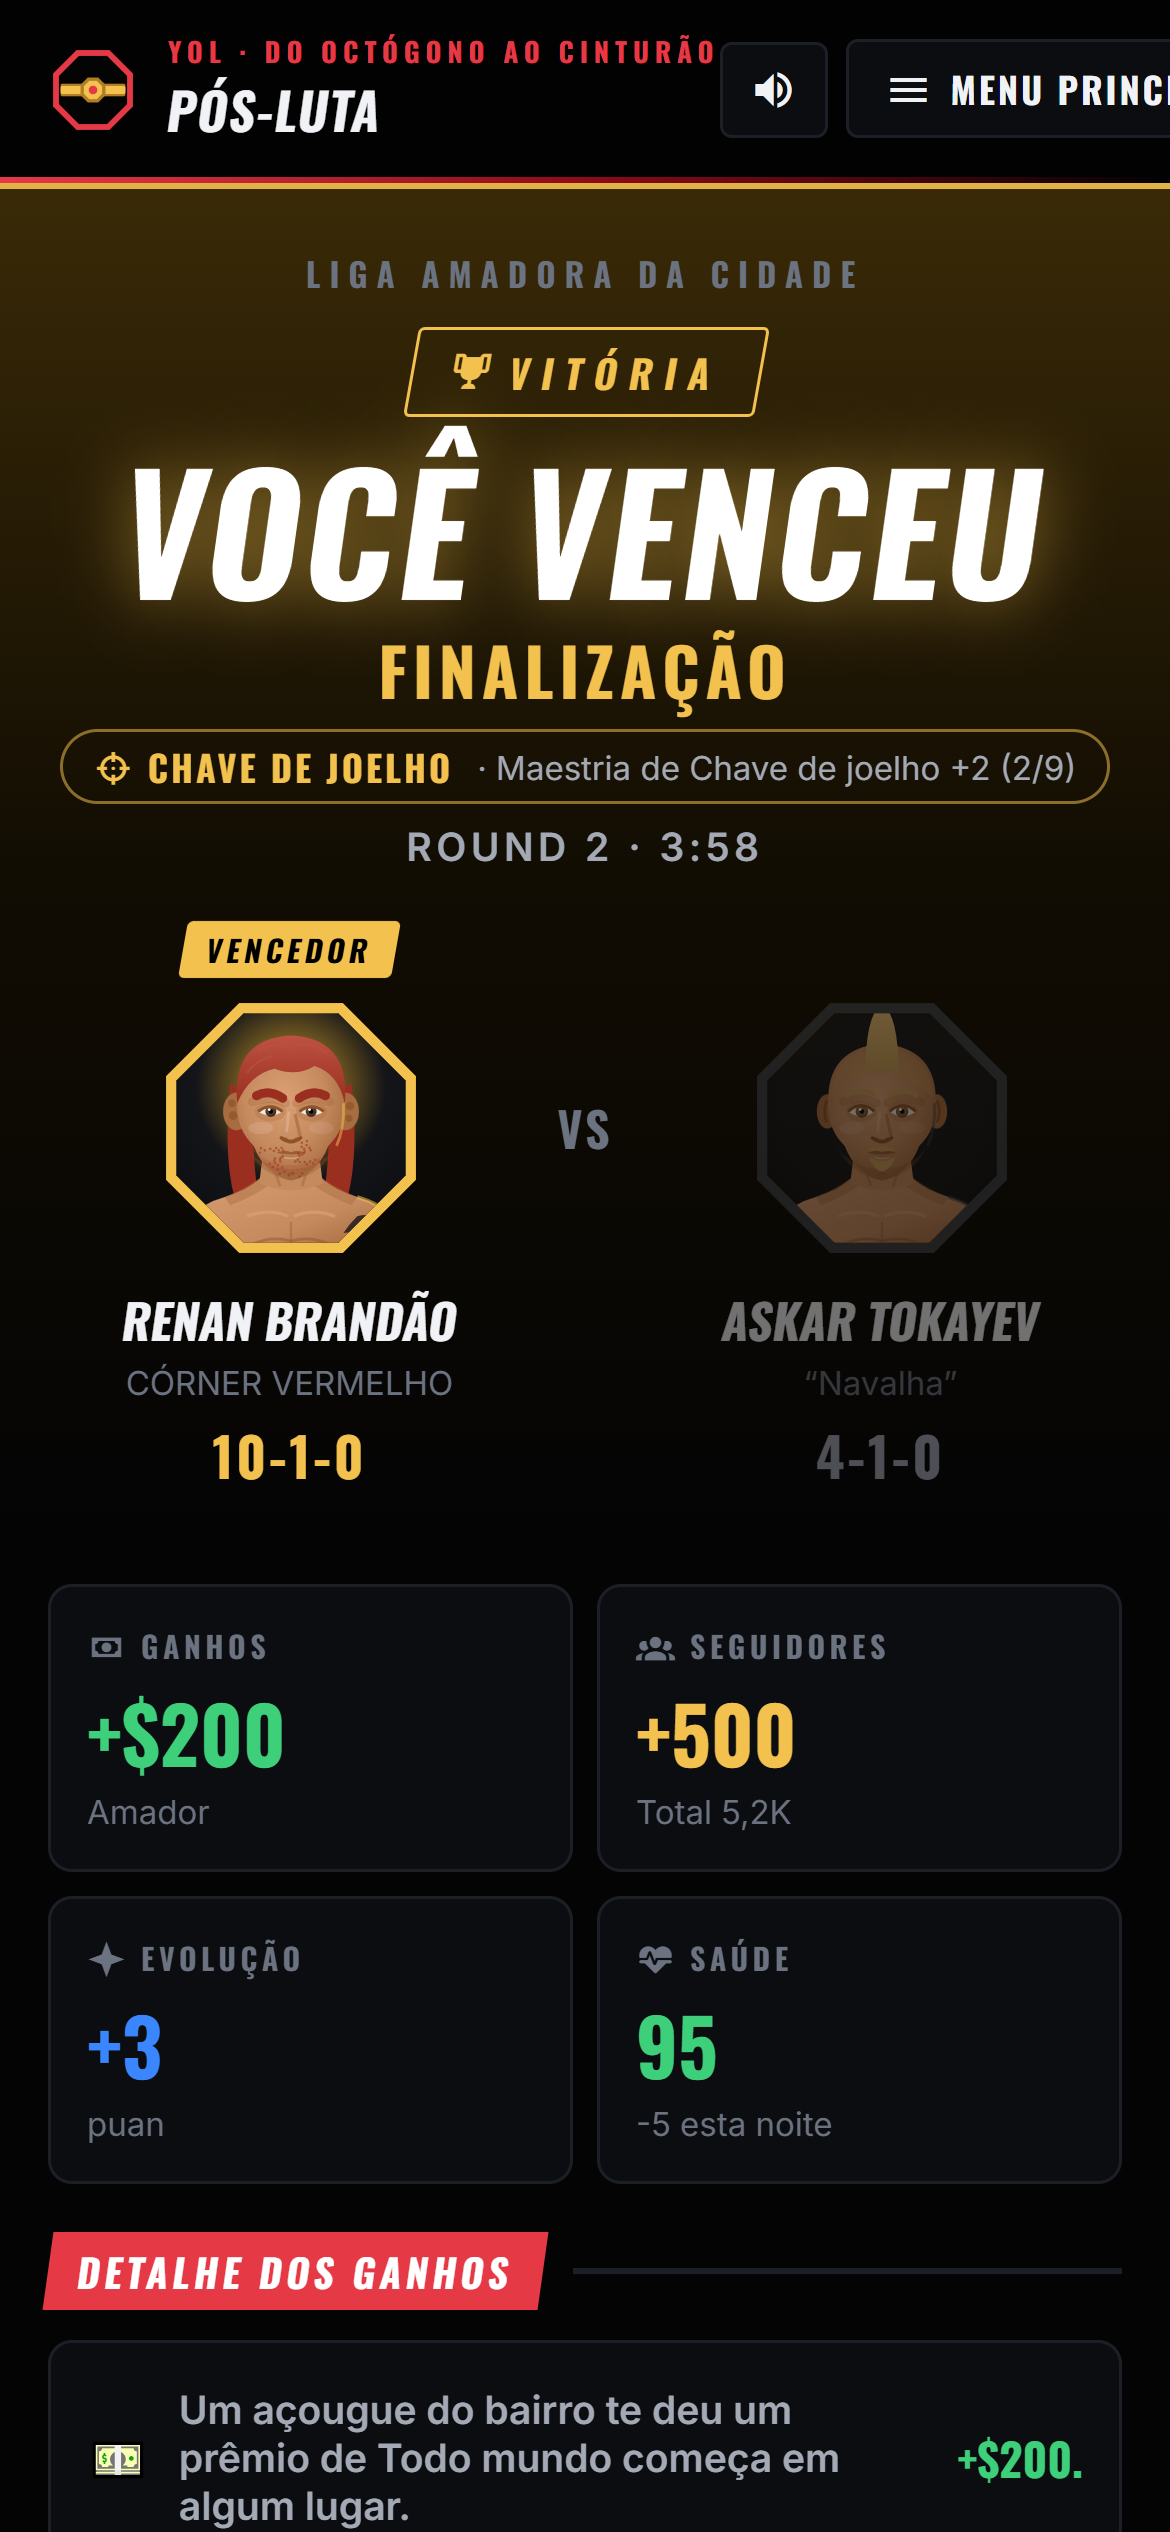 YOL · DO OCTÓGONO AO CINTURÃO
PÓS-LUTA
MENU PRINC
LIGA AMADORA DA CIDADE
VITÓRIA
VOCÊ VENCEU
FINALIZAÇÃO
CHAVE DE JOELHO · Maestria de Chave de joelho +2 (2/9)
ROUND 2 · 3:58
VENCEDOR
VS
RENAN BRANDÃO
CÓRNER VERMELHO
10-1-0
ASKAR TOKAYEV
“Navalha”
4-1-0
GANHOS
+$200
Amador
SEGUIDORES
+500
Total 5,2K
EVOLUÇÃO
+3
puan
SAÚDE
95
-5 esta noite
DETALHE DOS GANHOS
Um açougue do bairro te deu um
prêmio de Todo mundo começa em
algum lugar.
+$200.